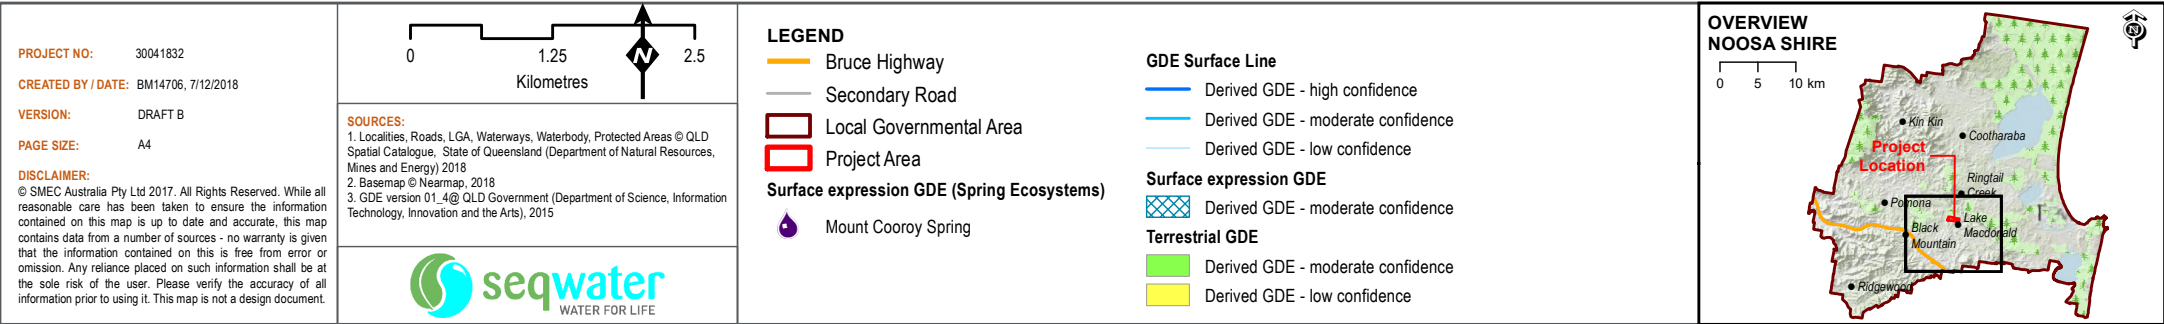 PROJECT NO: 30041832
CREATED BY / DATE: BM14706, 7/12/2018
VERSION: DRAFT B
PAGE SIZE: A4
DISCLAIMER:
© SMEC Australia Pty Ltd 2017. All Rights Reserved. While all
reasonable care has been taken to ensure the information
contained on this map is up to date and accurate, this map
contains data from a number of sources - no warranty is given
that the information contained on this is free from error or
omission. Any reliance placed on such information shall be at
the sole risk of the user. Please verify the accuracy of all
information prior to using it. This map is not a design document.
0 1.25 2.5
Kilometres
N
SOURCES:
1. Localities, Roads, LGA, Waterways, Waterbody, Protected Areas © QLD
Spatial Catalogue, State of Queensland (Department of Natural Resources,
Mines and Energy) 2018
2. Basemap © Nearmap, 2018
3. GDE version 01_4@ QLD Government (Department of Science, Information
Technology, Innovation and the Arts), 2015
seqwater
WATER FOR LIFE
LEGEND
Bruce Highway
Secondary Road
Local Governmental Area
Project Area
Surface expression GDE (Spring Ecosystems)
Mount Cooroy Spring
GDE Surface Line
Derived GDE - high confidence
Derived GDE - moderate confidence
Derived GDE - low confidence
Surface expression GDE
Derived GDE - moderate confidence
Terrestrial GDE
Derived GDE - moderate confidence
Derived GDE - low confidence
OVERVIEW
NOOSA SHIRE
0 5 10 km
N
Kin Kin
Cootharaba
Project
Location
Ringtail
Creek
Pomona
Lake
Macdonald
Black
Mountain
Ridgewood